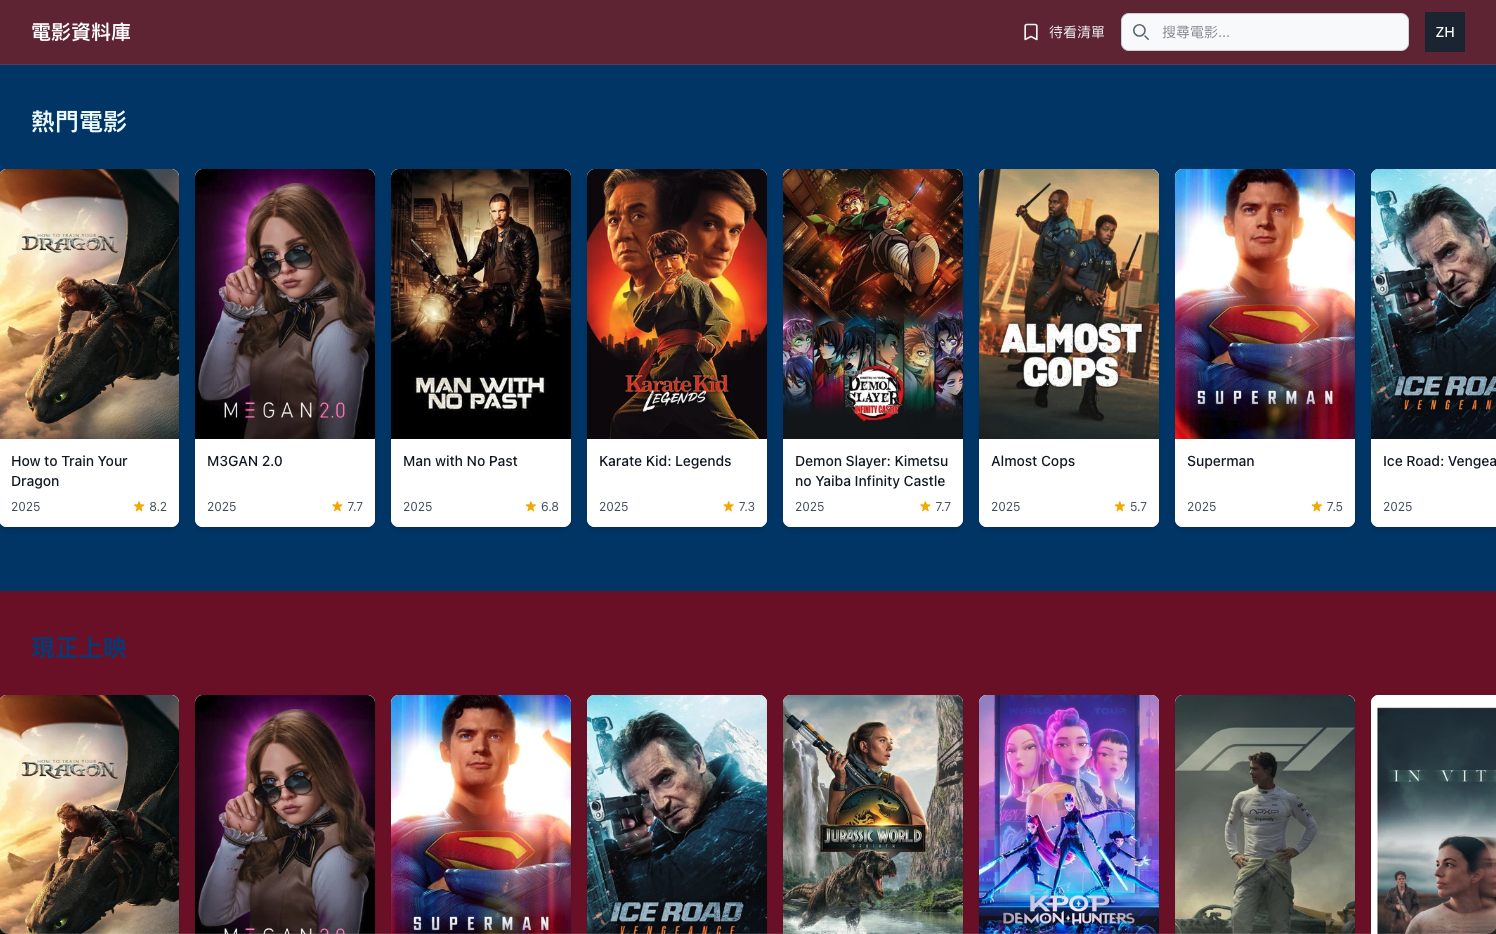 電影資料庫
待看清單
搜尋電影...
ZH
熱門電影
HOW TO TRAIN YOUR
DRAGON
M3GAN 2.0
MAN WITH
NO PAST
Karate Kid
LEGENDS
DEMON
SLAYER
INFINITY CASTLE
ALMOST
COPS
SUPERMAN
ICE ROA
VENGEAN
How to Train Your
Dragon
2025
8.2
M3GAN 2.0
2025
7.7
Man with No Past
2025
6.8
Karate Kid: Legends
2025
7.3
Demon Slayer: Kimetsu
no Yaiba Infinity Castle
2025
7.7
Almost Cops
2025
5.7
Superman
2025
7.5
Ice Road: Vengea
2025
現正上映
HOW TO TRAIN YOUR
DRAGON
M3GAN 2.0
SUPERMAN
ICE ROAD
VENGEANCE
JURASSIC WORLD
REBIRTH
WORLD TOUR
KPOP
DEMON HUNTERS
F1
IN VIT